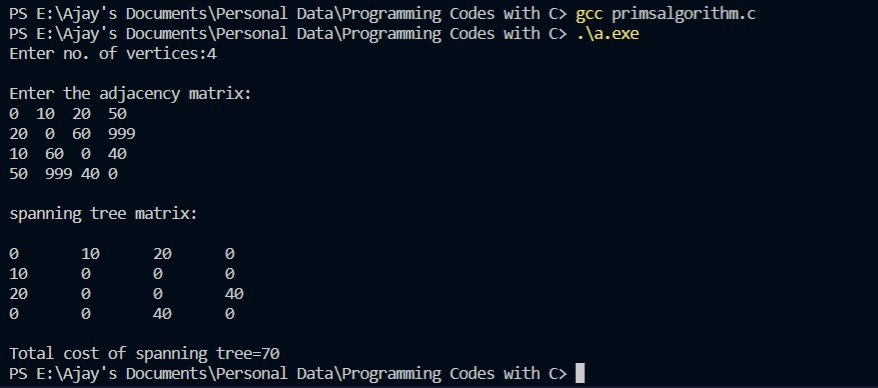 PS E:\Ajay's Documents\Personal Data\Programming Codes with C> gcc primsalgorithm.c
PS E:\Ajay's Documents\Personal Data\Programming Codes with C> .\a.exe
Enter no. of vertices:4
Enter the adjacency matrix:
0 10 20 50
20 0 60 999
10 60 0 40
50 999 40 0
spanning tree matrix:
0 10 20 0
10 0 0 0
20 0 0 40
0 0 40 0
Total cost of spanning tree=70
PS E:\Ajay's Documents\Personal Data\Programming Codes with C>